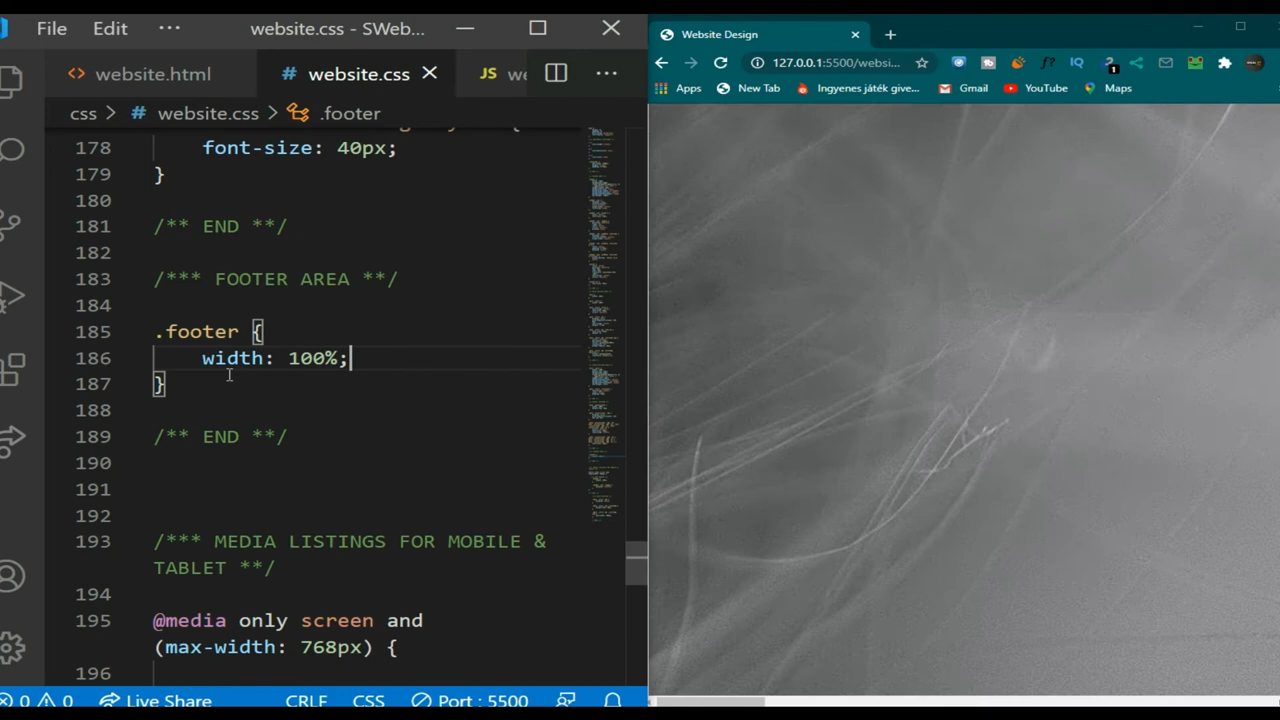 File Edit ··· website.css - SWeb...
website.html # website.css JS we
css > # website.css > .footer
178 font-size: 40px;
179 }
180
181 /** END **/
182
183 /*** FOOTER AREA **/
184
185 .footer {
186 width: 100%;
187 }
188
189 /** END **/
190
191
192
193 /*** MEDIA LISTINGS FOR MOBILE &
TABLET **/
194
195 @media only screen and
(max-width: 768px) {
196
0 0 Live Share CRLF CSS Port : 5500
Website Design
127.0.0.1:5500/websi...
f? IQ 1
Apps New Tab Ingyenes játék give... Gmail YouTube Maps